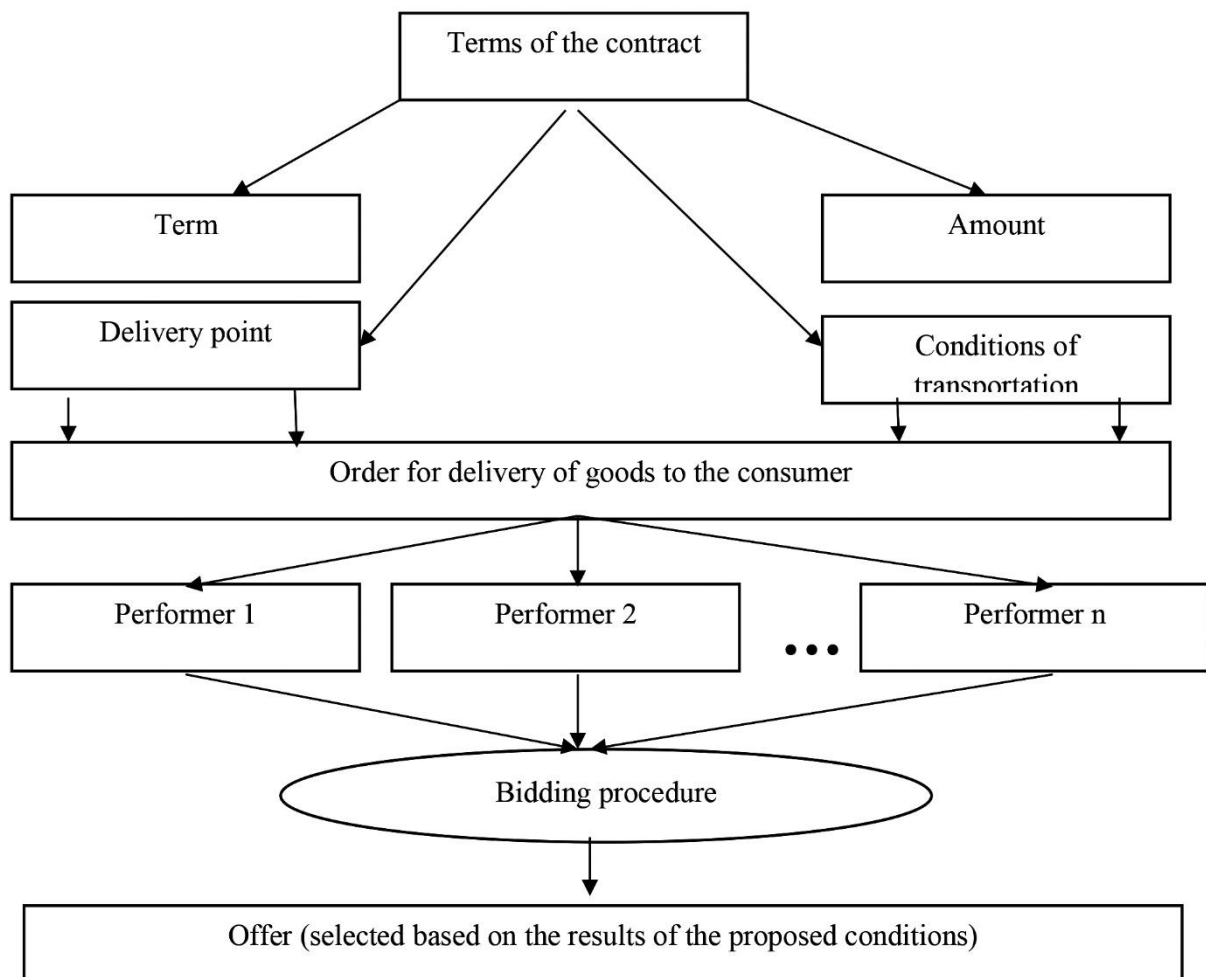 Terms of the contract
Term
Amount
Delivery point
Conditions of
transportation
Order for delivery of goods to the consumer
Performer 1
Performer 2
...
Performer n
Bidding procedure
Offer (selected based on the results of the proposed conditions)